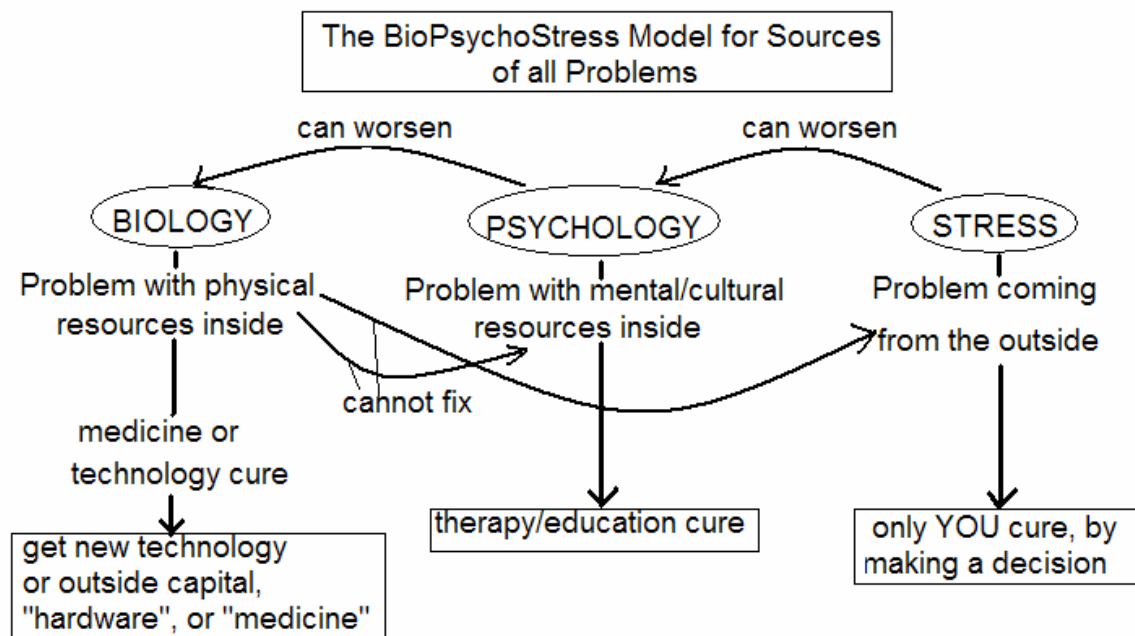 The BioPsychoStress Model for Sources
of all Problems
can worsen
can worsen
BIOLOGY
PSYCHOLOGY
STRESS
Problem with physical
resources inside
Problem with mental/cultural
resources inside
Problem coming
from the outside
cannot fix
medicine or
technology cure
get new technology
or outside capital,
"hardware", or "medicine"
therapy/education cure
only YOU cure, by
making a decision